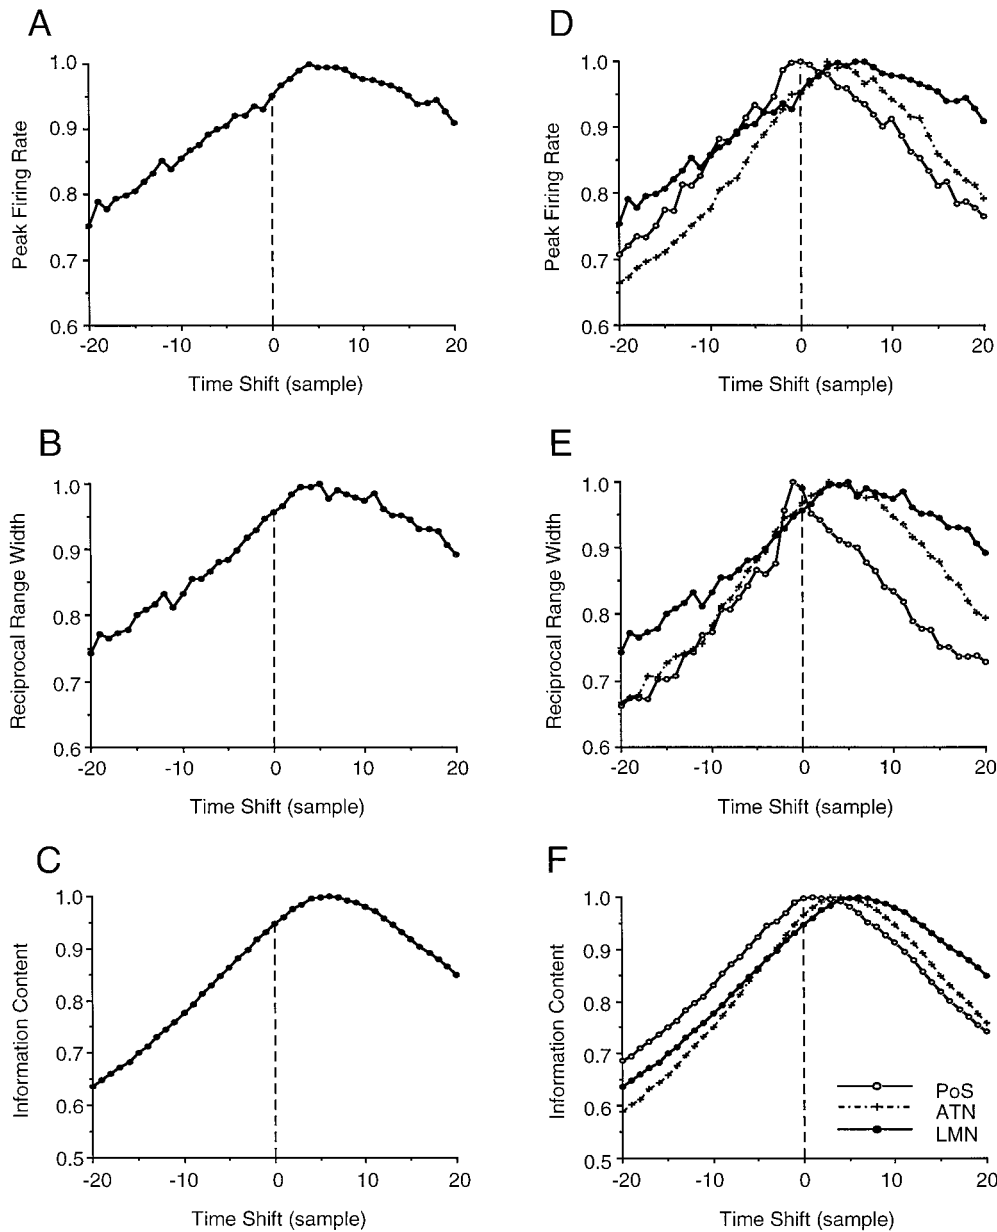 A
1.0
0.9
0.8
0.7
0.6
Peak Firing Rate
-20 -10 0 10 20
Time Shift (sample)
D
1.0
0.9
0.8
0.7
0.6
Peak Firing Rate
-20 -10 0 10 20
Time Shift (sample)
B
1.0
0.9
0.8
0.7
0.6
Reciprocal Range Width
-20 -10 0 10 20
Time Shift (sample)
E
1.0
0.9
0.8
0.7
0.6
Reciprocal Range Width
-20 -10 0 10 20
Time Shift (sample)
C
1.0
0.9
0.8
0.7
0.6
0.5
Information Content
-20 -10 0 10 20
Time Shift (sample)
F
1.0
0.9
0.8
0.7
0.6
0.5
Information Content
PoS
ATN
LMN
-20 -10 0 10 20
Time Shift (sample)